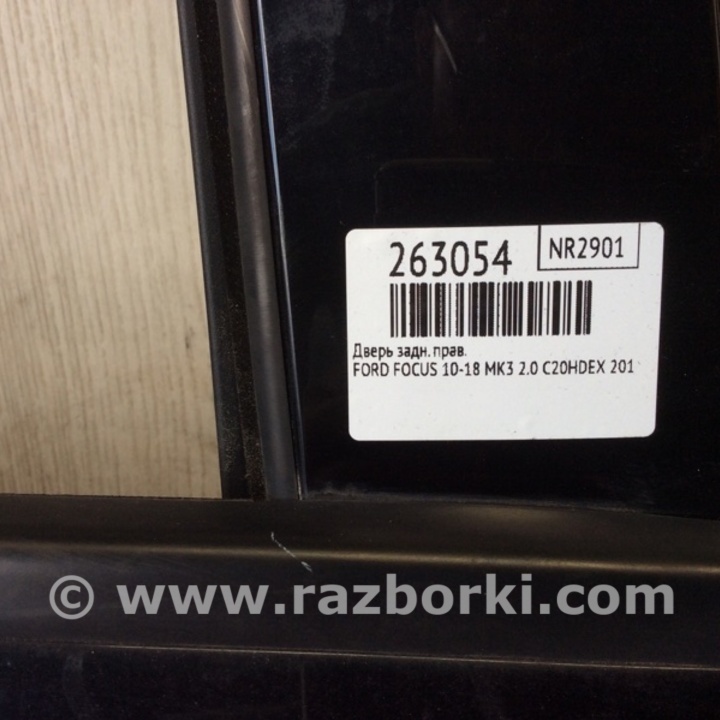 263054
NR2901
Дверь задн. прав.
FORD FOCUS 10-18 MK3 2.0 C20HDEX 201
© www.razborki.com